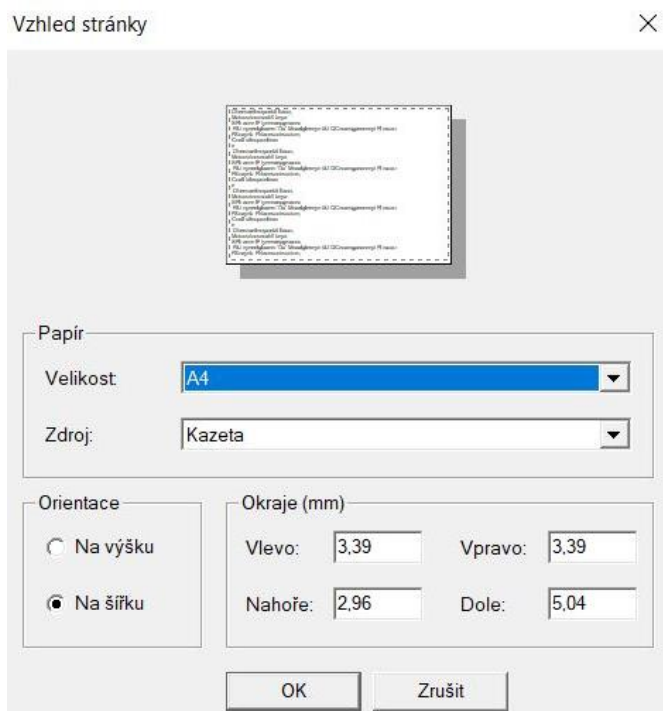 Vzhled stránky
Papír
Velikost:
A4
Zdroj:
Kazeta
Orientace
Na výšku
Na šířku
Okraje (mm)
Vlevo: 3,39 Vpravo: 3,39
Nahoře: 2,96 Dole: 5,04
OK Zrušit